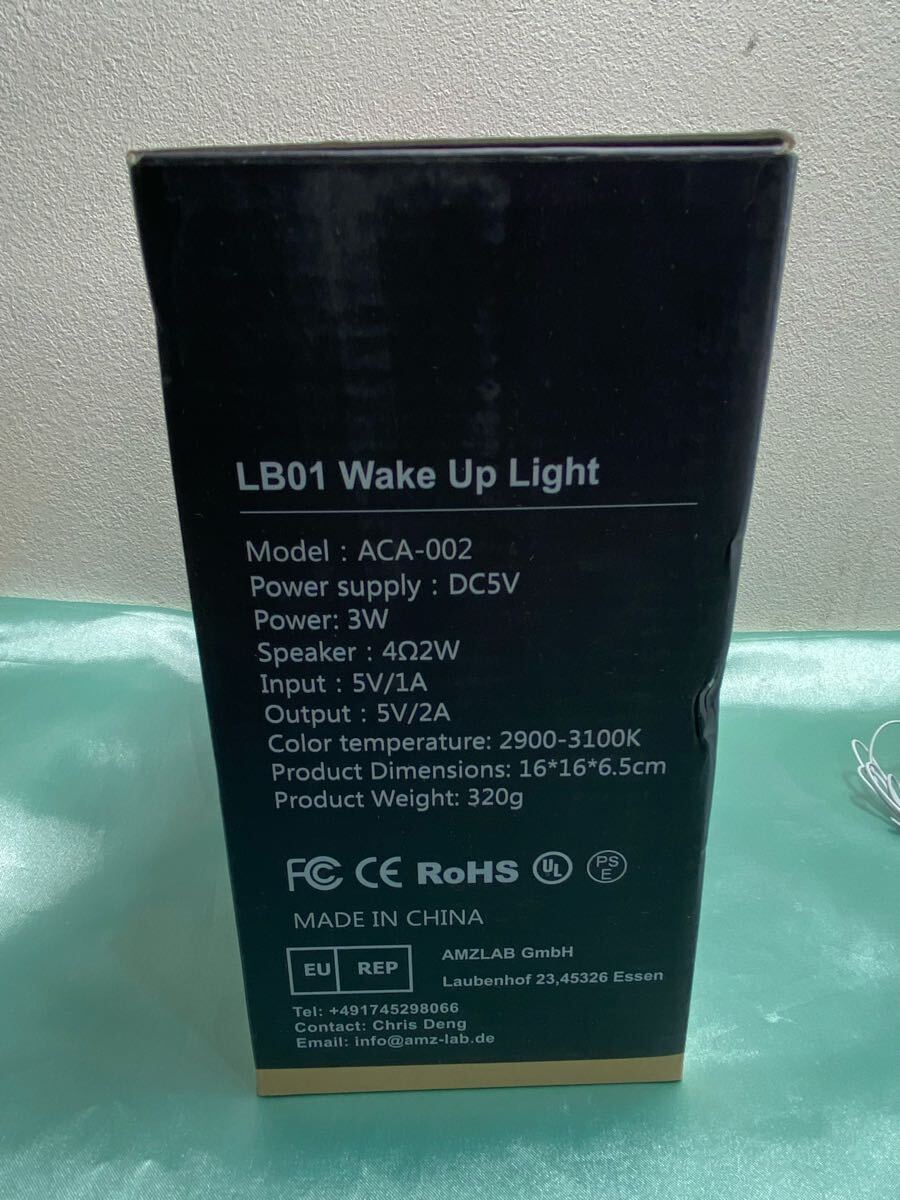 LB01 Wake Up Light
Model : ACA-002
Power supply : DC5V
Power: 3W
Speaker : 4Ω2W
Input : 5V/1A
Output : 5V/2A
Color temperature: 2900-3100K
Product Dimensions: 16*16*6.5cm
Product Weight: 320g
FC CE RoHS UL PSE
MADE IN CHINA
EU REP
AMZLAB GmbH
Laubenhof 23,45326 Essen
Tel: +491745298066
Contact: Chris Deng
Email: info@amz-lab.de